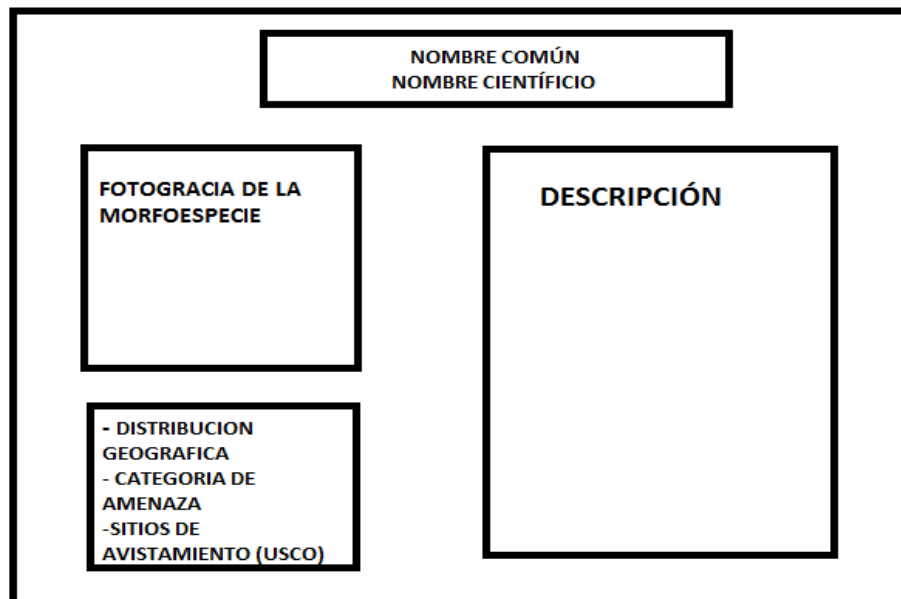 NOMBRE COMÚN
NOMBRE CIENTÍFICIO
FOTOGRACIA DE LA
MORFOESPECIE
- DISTRIBUCION
GEOGRAFICA
- CATEGORIA DE
AMENAZA
-SITIOS DE
AVISTAMIENTO (USCO)
DESCRIPCIÓN